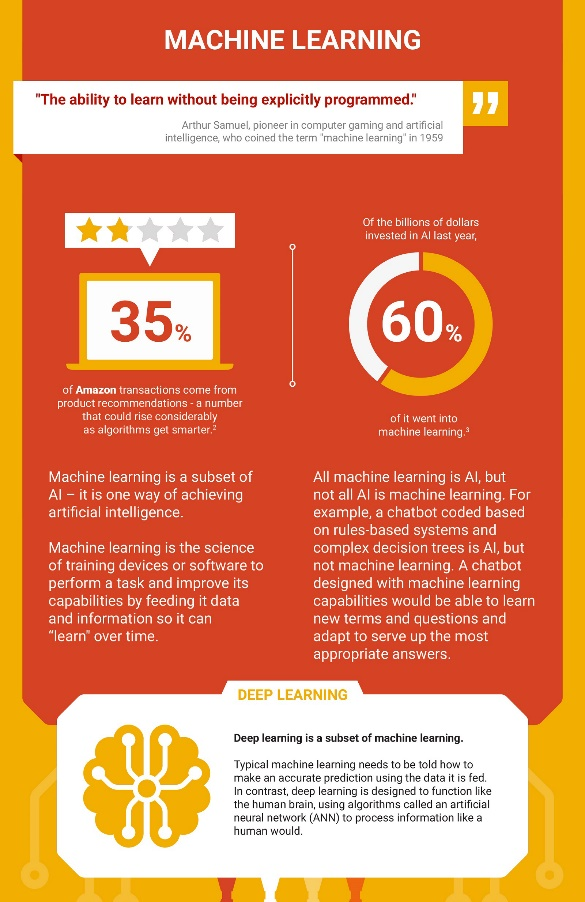 MACHINE LEARNING
"The ability to learn without being explicitly programmed."
Arthur Samuel, pioneer in computer gaming and artificial
intelligence, who coined the term "machine learning" in 1959
”
35%
of Amazon transactions come from
product recommendations - a number
that could rise considerably
as algorithms get smarter.²
Of the billions of dollars
invested in AI last year,
60%
of it went into
machine learning.³
Machine learning is a subset of
AI – it is one way of achieving
artificial intelligence.
Machine learning is the science
of training devices or software to
perform a task and improve its
capabilities by feeding it data
and information so it can
“learn” over time.
All machine learning is AI, but
not all AI is machine learning. For
example, a chatbot coded based
on rules-based systems and
complex decision trees is AI, but
not machine learning. A chatbot
designed with machine learning
capabilities would be able to learn
new terms and questions and
adapt to serve up the most
appropriate answers.
DEEP LEARNING
Deep learning is a subset of machine learning.
Typical machine learning needs to be told how to
make an accurate prediction using the data it is fed.
In contrast, deep learning is designed to function like
the human brain, using algorithms called an artificial
neural network (ANN) to process information like a
human would.